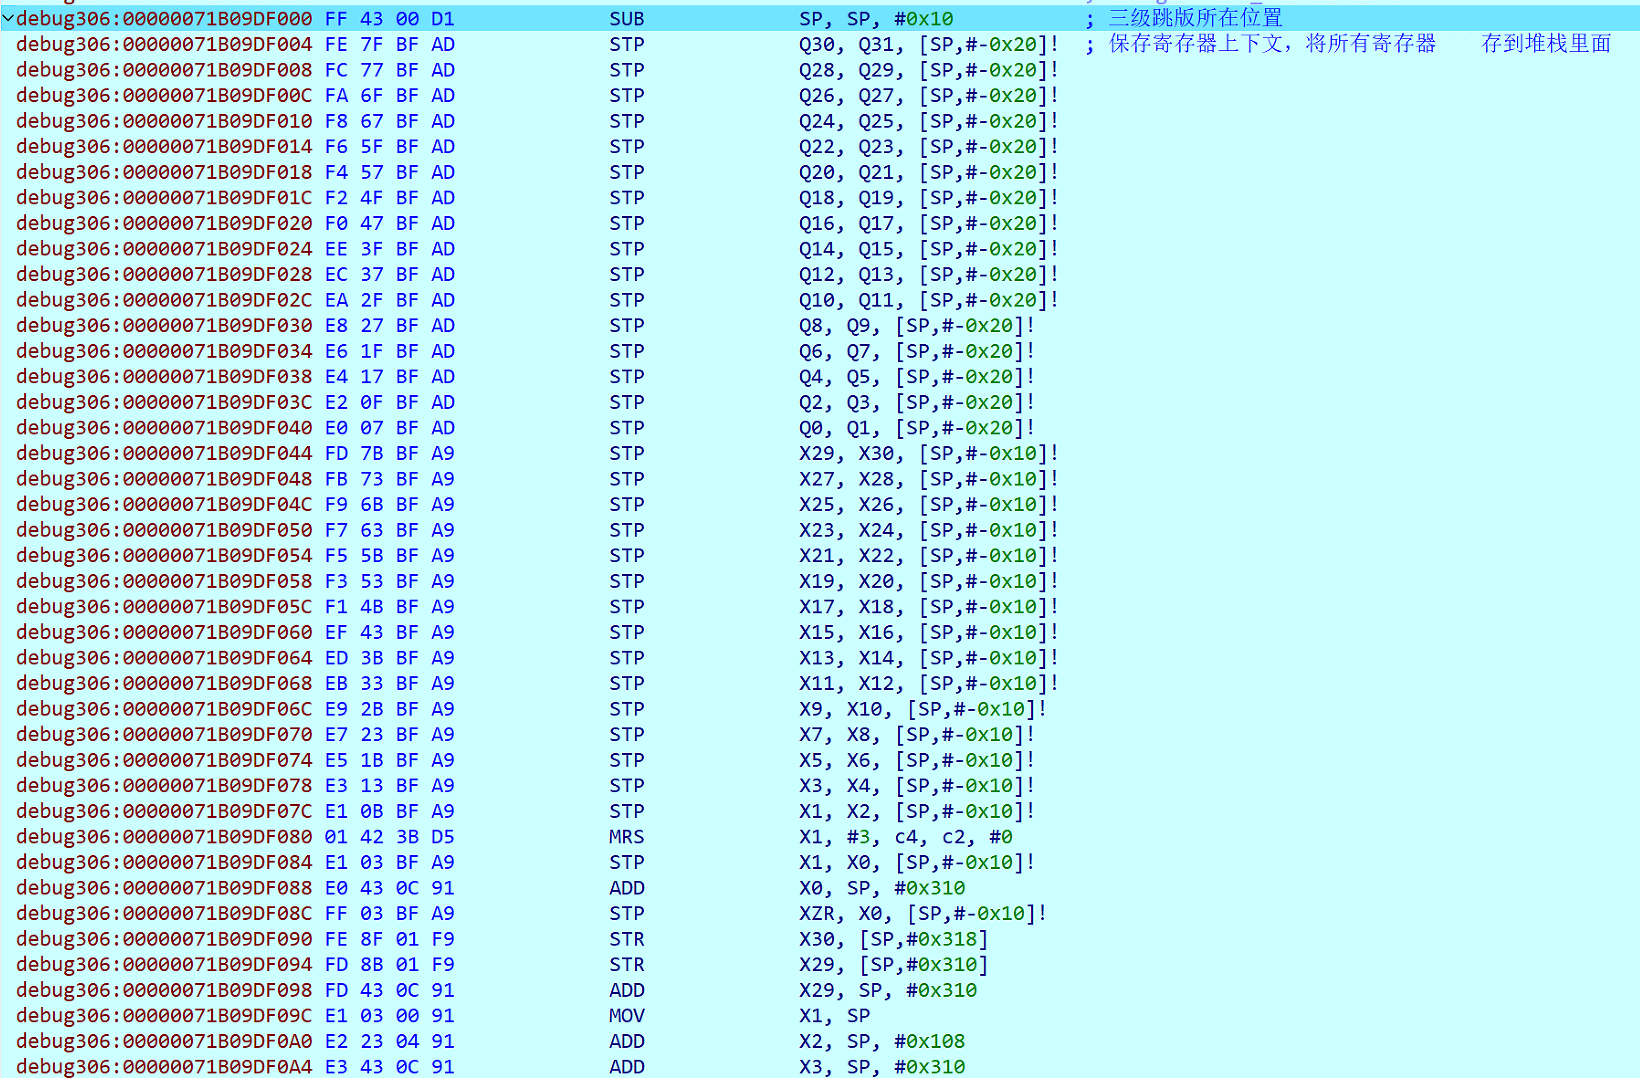 debug306:00000071B09DF000 FF 43 00 D1 SUB SP, SP, #0x10 ; 三级跳版所在位置
debug306:00000071B09DF004 FE 7F BF AD STP Q30, Q31, [SP,#-0x20]! ; 保存寄存器上下文，将所有寄存器 存到堆栈里面
debug306:00000071B09DF008 FC 77 BF AD STP Q28, Q29, [SP,#-0x20]!
debug306:00000071B09DF00C FA 6F BF AD STP Q26, Q27, [SP,#-0x20]!
debug306:00000071B09DF010 F8 67 BF AD STP Q24, Q25, [SP,#-0x20]!
debug306:00000071B09DF014 F6 5F BF AD STP Q22, Q23, [SP,#-0x20]!
debug306:00000071B09DF018 F4 57 BF AD STP Q20, Q21, [SP,#-0x20]!
debug306:00000071B09DF01C F2 4F BF AD STP Q18, Q19, [SP,#-0x20]!
debug306:00000071B09DF020 F0 47 BF AD STP Q16, Q17, [SP,#-0x20]!
debug306:00000071B09DF024 EE 3F BF AD STP Q14, Q15, [SP,#-0x20]!
debug306:00000071B09DF028 EC 37 BF AD STP Q12, Q13, [SP,#-0x20]!
debug306:00000071B09DF02C EA 2F BF AD STP Q10, Q11, [SP,#-0x20]!
debug306:00000071B09DF030 E8 27 BF AD STP Q8, Q9, [SP,#-0x20]!
debug306:00000071B09DF034 E6 1F BF AD STP Q6, Q7, [SP,#-0x20]!
debug306:00000071B09DF038 E4 17 BF AD STP Q4, Q5, [SP,#-0x20]!
debug306:00000071B09DF03C E2 0F BF AD STP Q2, Q3, [SP,#-0x20]!
debug306:00000071B09DF040 E0 07 BF AD STP Q0, Q1, [SP,#-0x20]!
debug306:00000071B09DF044 FD 7B BF A9 STP X29, X30, [SP,#-0x10]!
debug306:00000071B09DF048 FB 73 BF A9 STP X27, X28, [SP,#-0x10]!
debug306:00000071B09DF04C F9 6B BF A9 STP X25, X26, [SP,#-0x10]!
debug306:00000071B09DF050 F7 63 BF A9 STP X23, X24, [SP,#-0x10]!
debug306:00000071B09DF054 F5 5B BF A9 STP X21, X22, [SP,#-0x10]!
debug306:00000071B09DF058 F3 53 BF A9 STP X19, X20, [SP,#-0x10]!
debug306:00000071B09DF05C F1 4B BF A9 STP X17, X18, [SP,#-0x10]!
debug306:00000071B09DF060 EF 43 BF A9 STP X15, X16, [SP,#-0x10]!
debug306:00000071B09DF064 ED 3B BF A9 STP X13, X14, [SP,#-0x10]!
debug306:00000071B09DF068 EB 33 BF A9 STP X11, X12, [SP,#-0x10]!
debug306:00000071B09DF06C E9 2B BF A9 STP X9, X10, [SP,#-0x10]!
debug306:00000071B09DF070 E7 23 BF A9 STP X7, X8, [SP,#-0x10]!
debug306:00000071B09DF074 E5 1B BF A9 STP X5, X6, [SP,#-0x10]!
debug306:00000071B09DF078 E3 13 BF A9 STP X3, X4, [SP,#-0x10]!
debug306:00000071B09DF07C E1 0B BF A9 STP X1, X2, [SP,#-0x10]!
debug306:00000071B09DF080 01 42 3B D5 MRS X1, #3, c4, c2, #0
debug306:00000071B09DF084 E1 03 BF A9 STP X1, X0, [SP,#-0x10]!
debug306:00000071B09DF088 E0 43 0C 91 ADD X0, SP, #0x310
debug306:00000071B09DF08C FF 03 BF A9 STP XZR, X0, [SP,#-0x10]!
debug306:00000071B09DF090 FE 8F 01 F9 STR X30, [SP,#0x318]
debug306:00000071B09DF094 FD 8B 01 F9 STR X29, [SP,#0x310]
debug306:00000071B09DF098 FD 43 0C 91 ADD X29, SP, #0x310
debug306:00000071B09DF09C E1 03 00 91 MOV X1, SP
debug306:00000071B09DF0A0 E2 23 04 91 ADD X2, SP, #0x108
debug306:00000071B09DF0A4 E3 43 0C 91 ADD X3, SP, #0x310